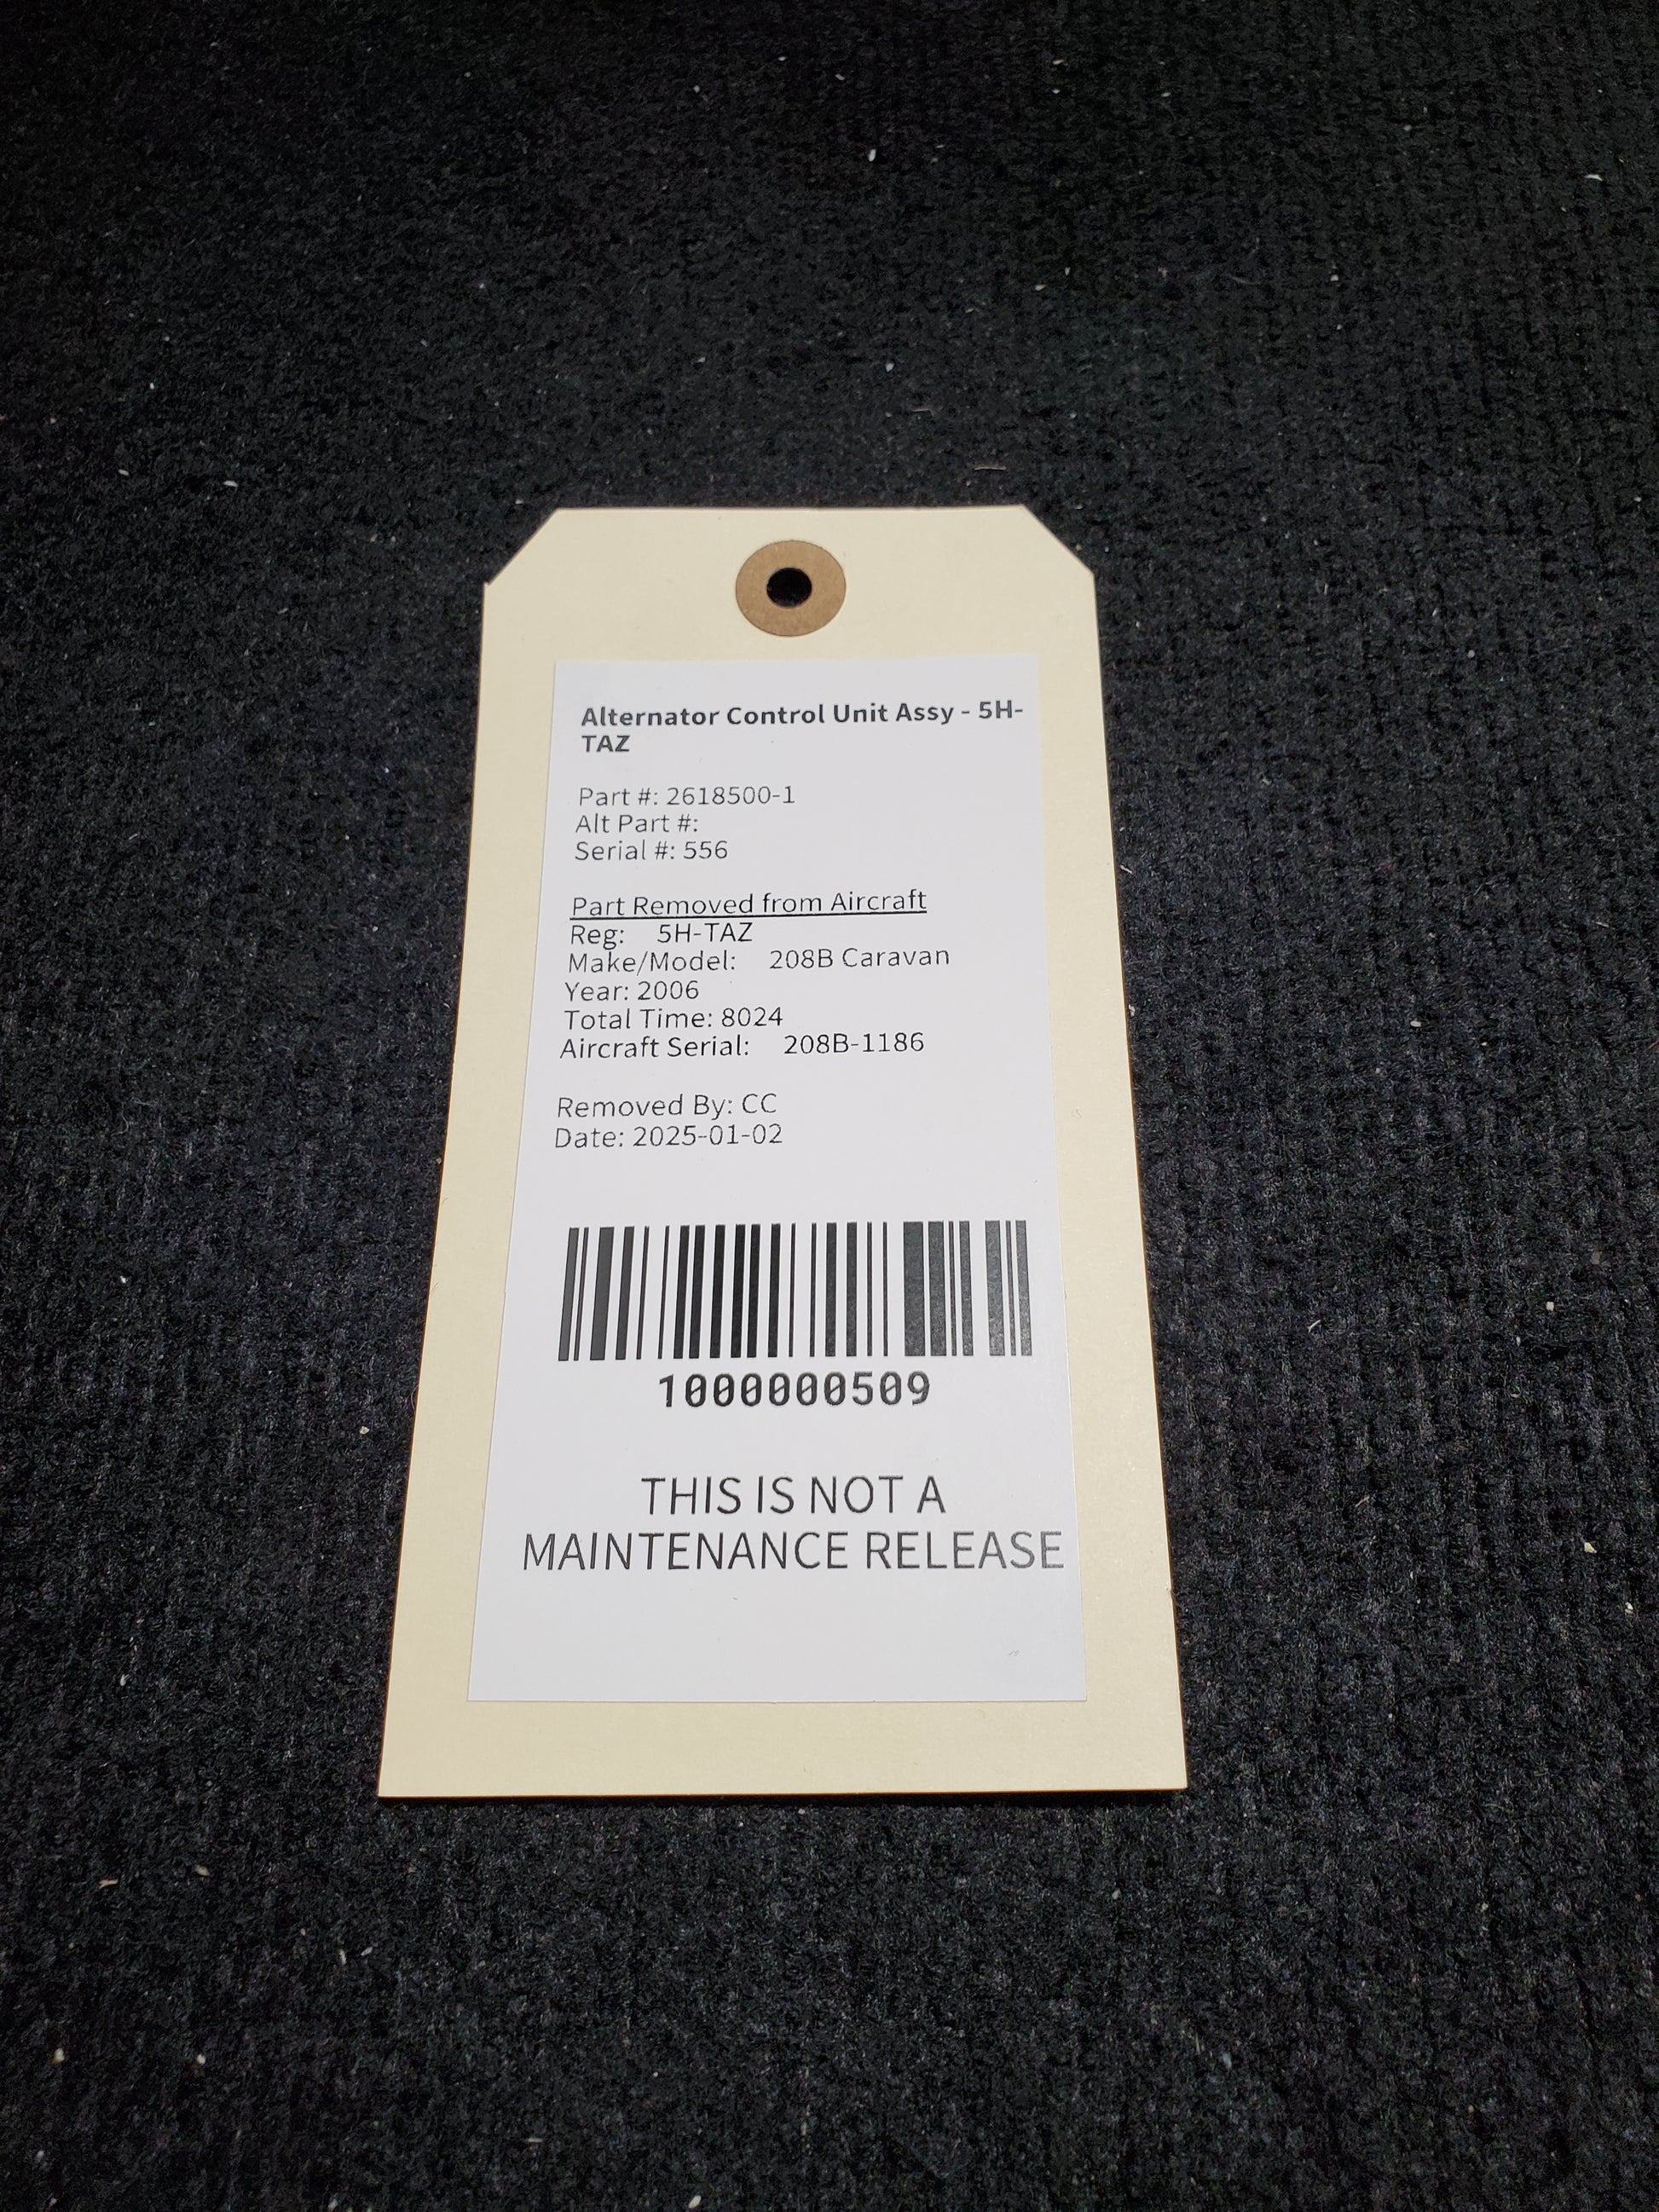 Alternator Control Unit Assy - 5H-
TAZ
Part #: 2618500-1
Alt Part #:
Serial #: 556
Part Removed from Aircraft
Reg: 5H-TAZ
Make/Model: 208B Caravan
Year: 2006
Total Time: 8024
Aircraft Serial: 208B-1186
Removed By: CC
Date: 2025-01-02
1000000509
THIS IS NOT A
MAINTENANCE RELEASE